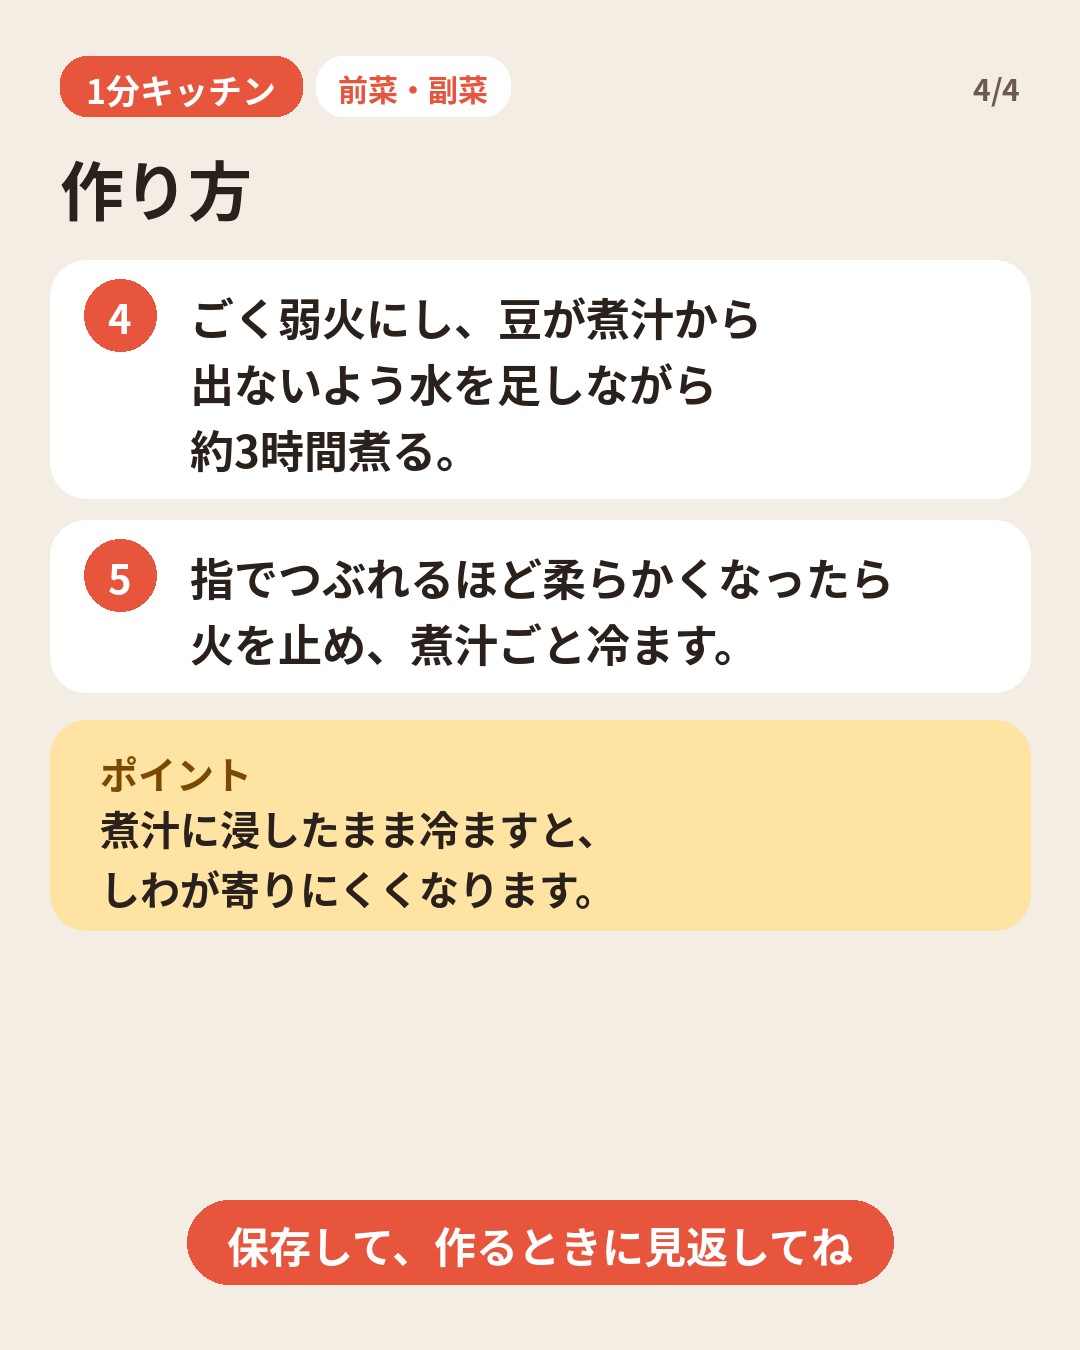 1分キッチン
前菜・副菜
4/4
作り方
4
ごく弱火にし、豆が煮汁から
出ないよう水を足しながら
約3時間煮る。
5
指でつぶれるほど柔らかくなったら
火を止め、煮汁ごと冷ます。
ポイント
煮汁に浸したまま冷ますと、
しわが寄りにくくなります。
保存して、作るときに見返してね